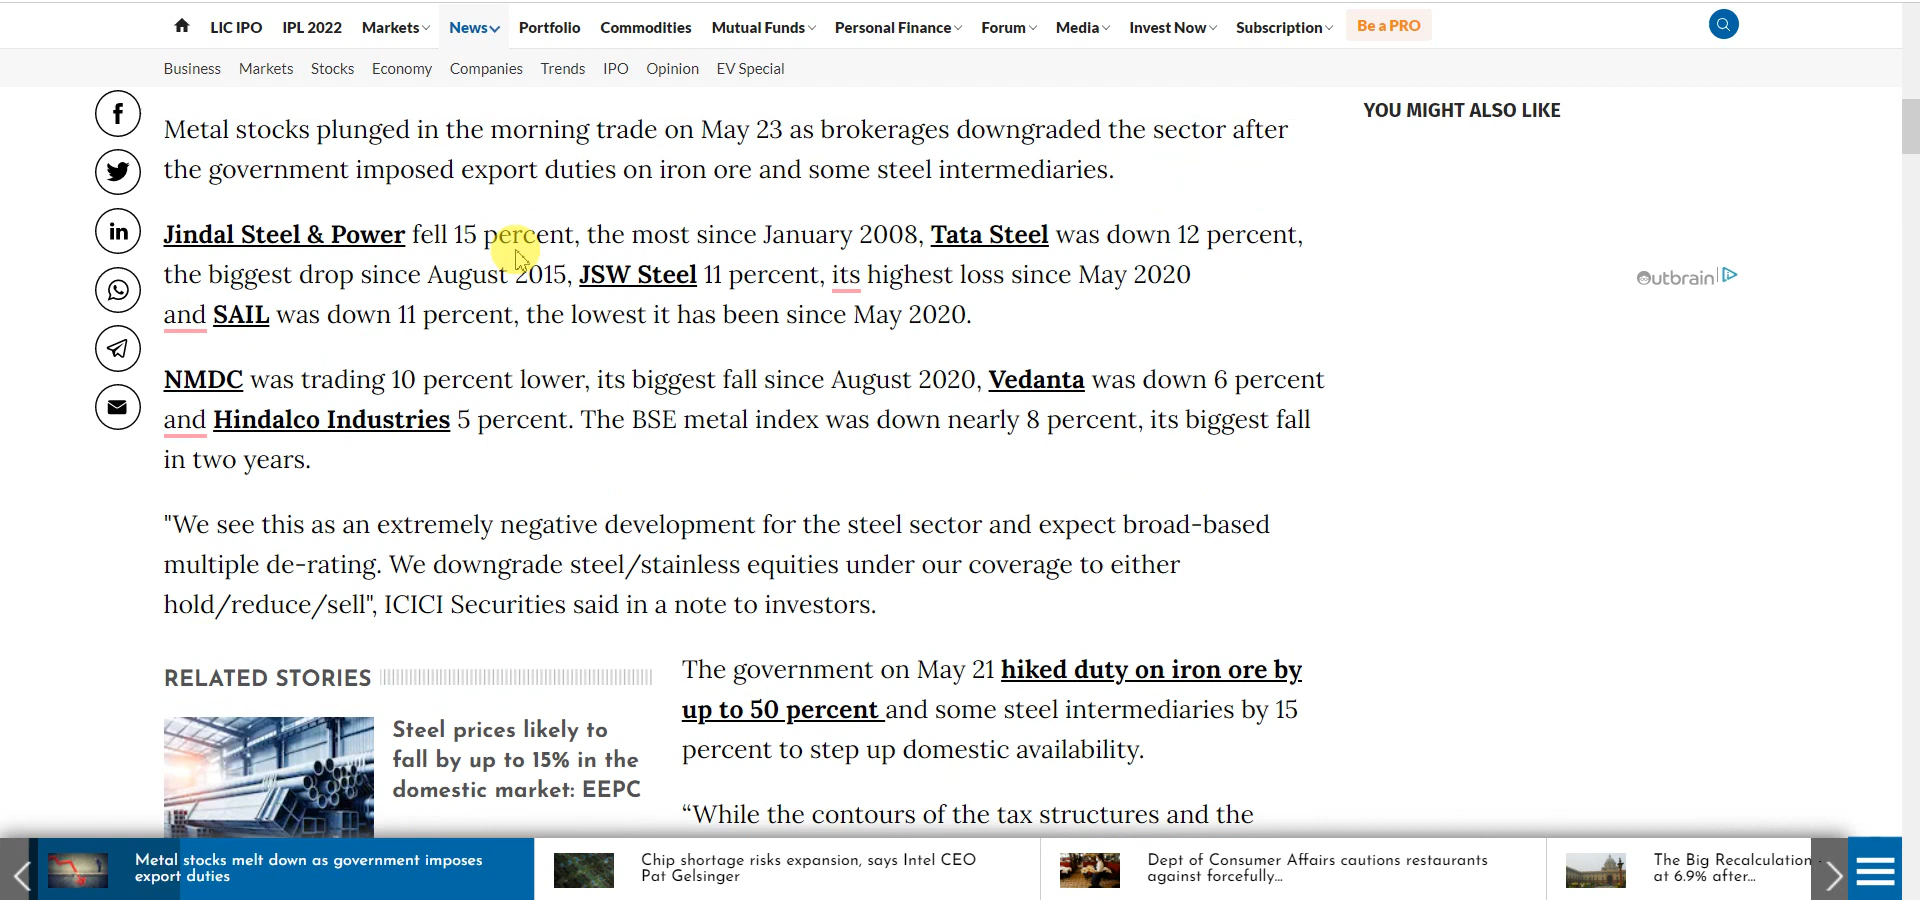 LIC IPO IPL 2022 Markets News Portfolio Commodities Mutual Funds Personal Finance Forum Media Invest Now Subscription Be a PRO
Business Markets Stocks Economy Companies Trends IPO Opinion EV Special
Metal stocks plunged in the morning trade on May 23 as brokerages downgraded the sector after
the government imposed export duties on iron ore and some steel intermediaries.
Jindal Steel & Power fell 15 percent, the most since January 2008, Tata Steel was down 12 percent,
the biggest drop since August 2015, JSW Steel 11 percent, its highest loss since May 2020
and SAIL was down 11 percent, the lowest it has been since May 2020.
NMDC was trading 10 percent lower, its biggest fall since August 2020, Vedanta was down 6 percent
and Hindalco Industries 5 percent. The BSE metal index was down nearly 8 percent, its biggest fall
in two years.
"We see this as an extremely negative development for the steel sector and expect broad-based
multiple de-rating. We downgrade steel/stainless equities under our coverage to either
hold/reduce/sell", ICICI Securities said in a note to investors.
RELATED STORIES
Steel prices likely to
fall by up to 15% in the
domestic market: EEPC
The government on May 21 hiked duty on iron ore by
up to 50 percent and some steel intermediaries by 15
percent to step up domestic availability.
“While the contours of the tax structures and the
YOU MIGHT ALSO LIKE
Outbrain
Metal stocks melt down as government imposes
export duties
Chip shortage risks expansion, says Intel CEO
Pat Gelsinger
Dept of Consumer Affairs cautions restaurants
against forcefully...
The Big Recalculation -
at 6.9% after...